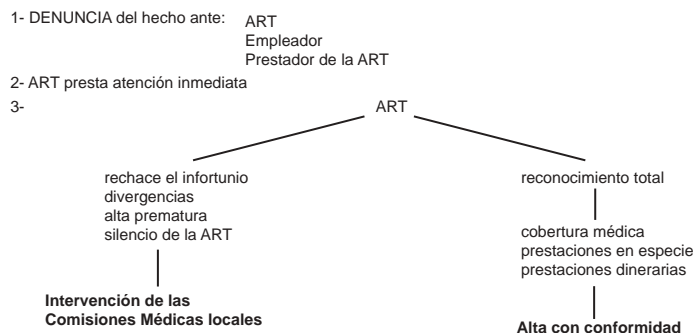 1- DENUNCIA del hecho ante: ART
Empleador
Prestador de la ART
2- ART presta atención inmediata
3- ART
rechace el infortunio
divergencias
alta prematura
silencio de la ART
Intervención de las
Comisiones Médicas locales
reconocimiento total
cobertura médica
prestaciones en especie
prestaciones dinerarias
Alta con conformidad